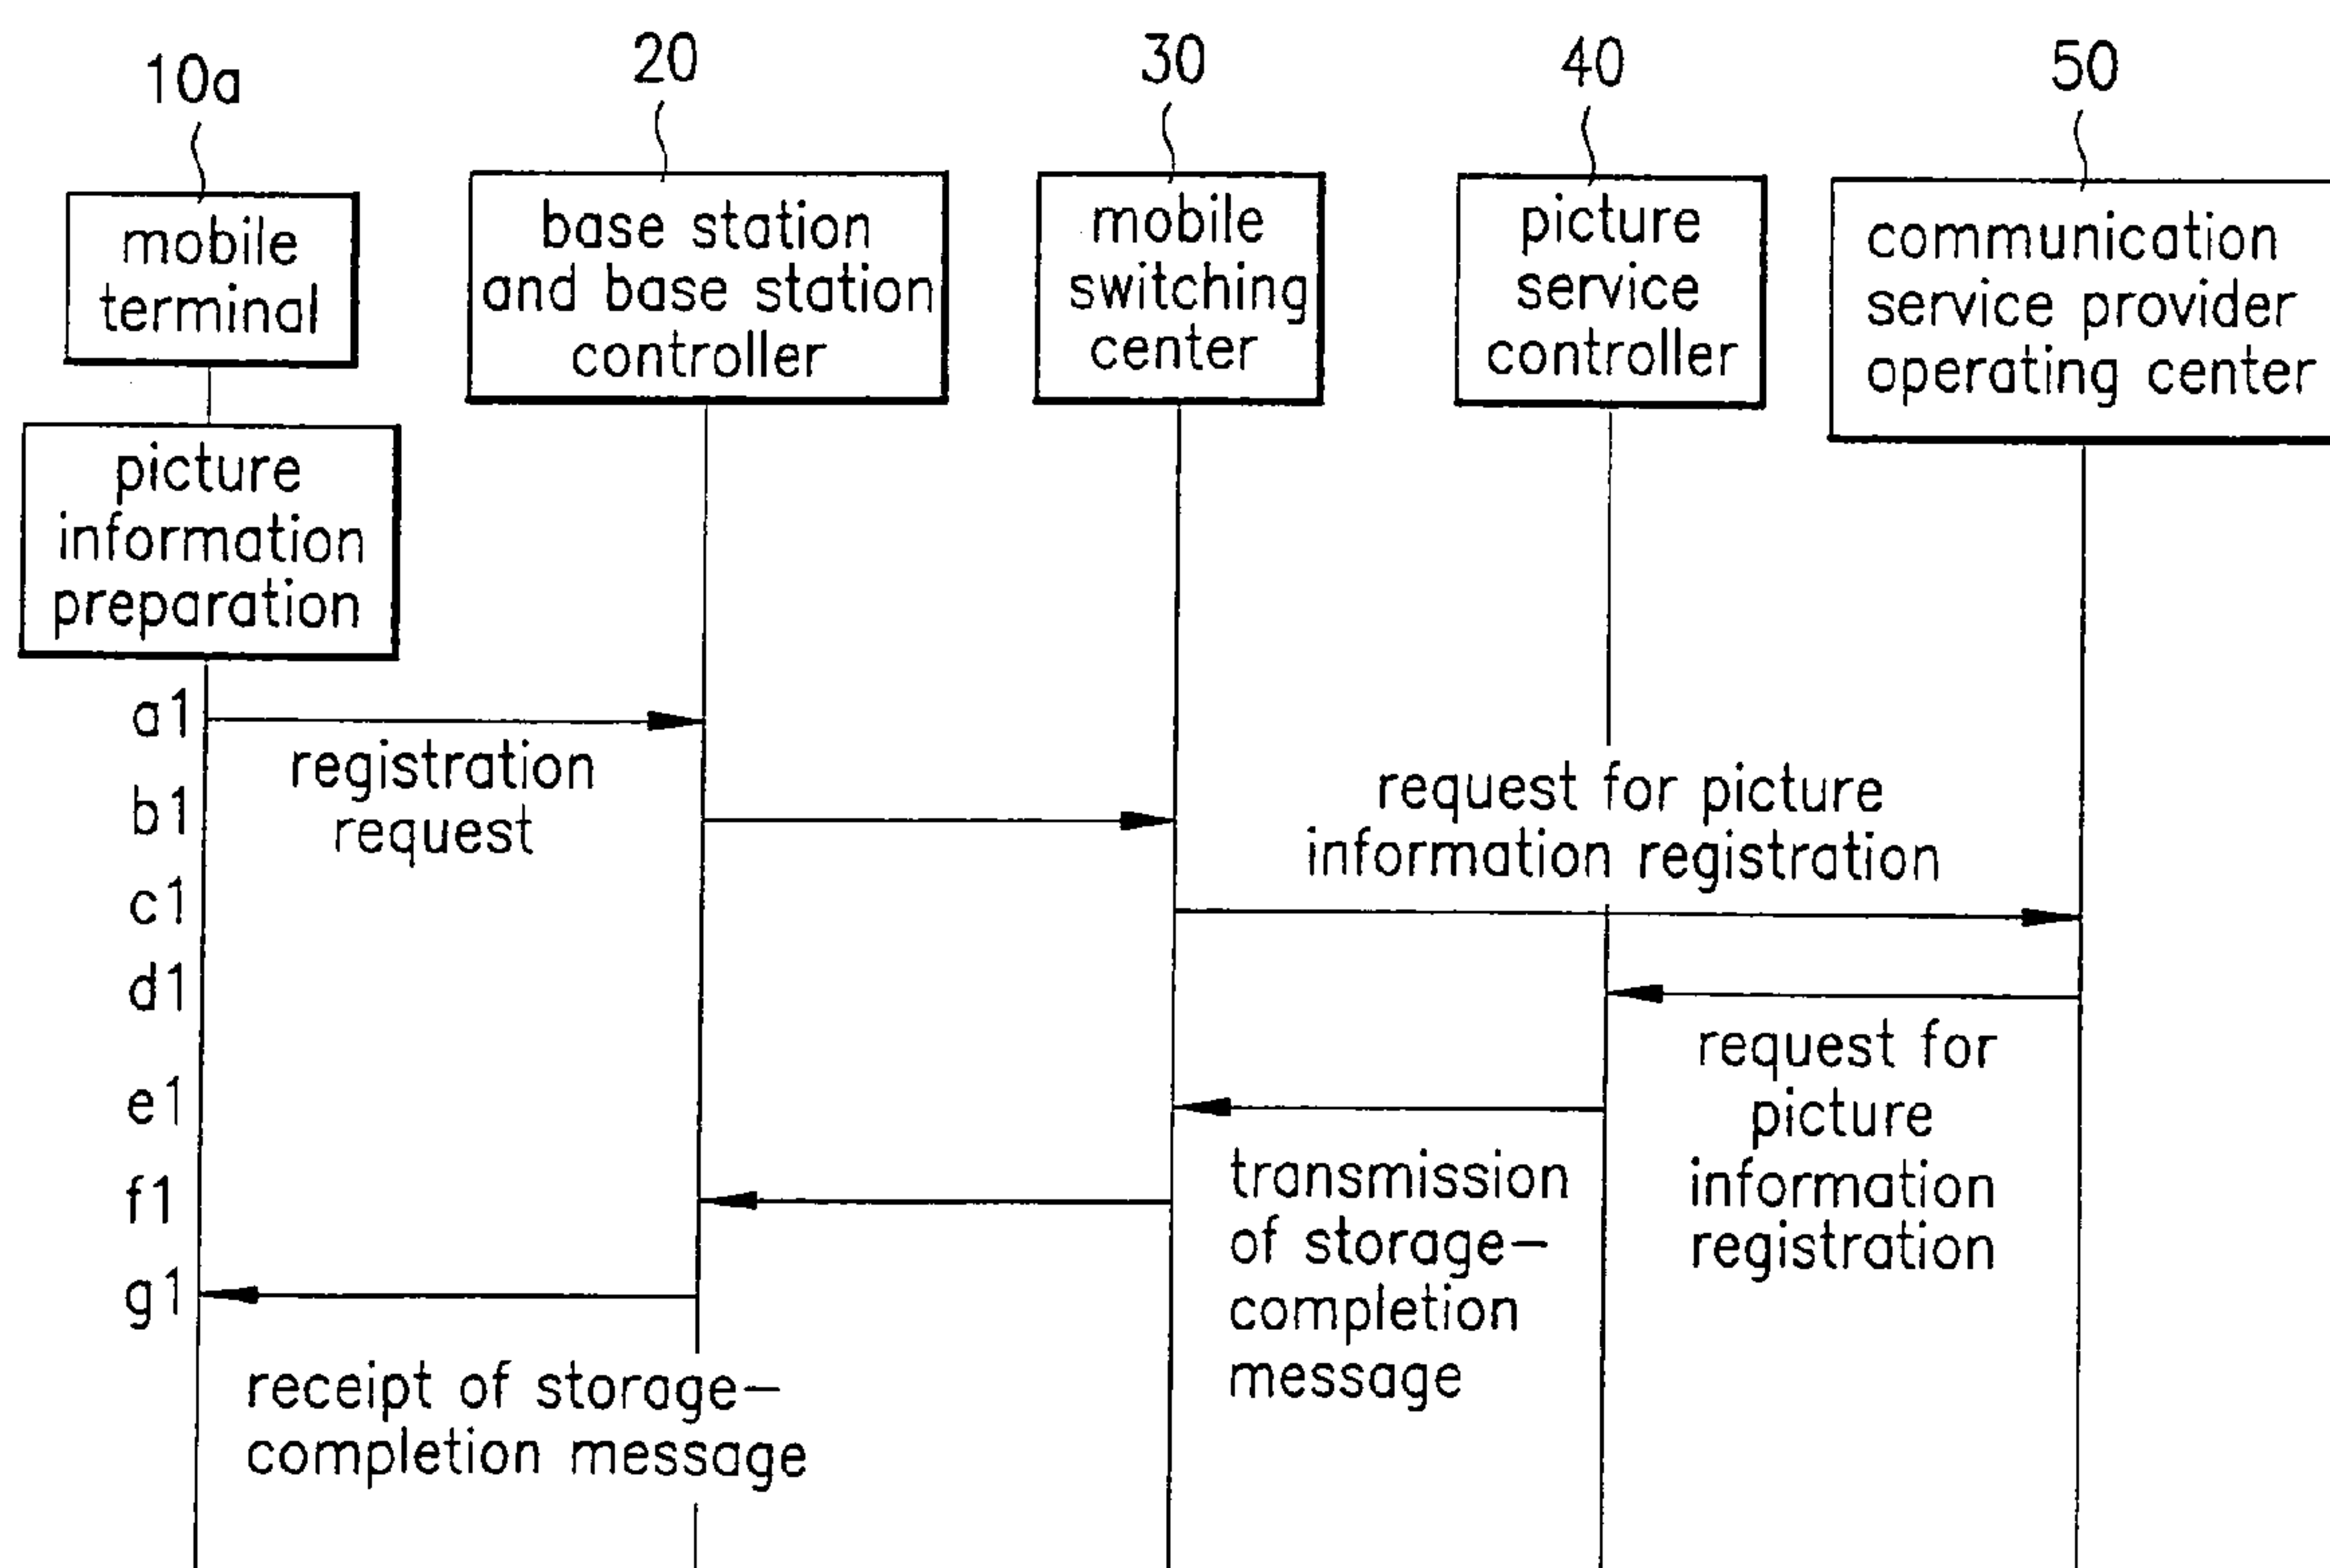 10a
20
30
40
50
mobile
terminal
base station
and base station
controller
mobile
switching
center
picture
service
controller
communication
service provider
operating center
picture
information
preparation
a1
registration
request
b1
request for picture
information registration
c1
d1
request for
picture
information
registration
e1
transmission
of storage-
completion
message
f1
g1
receipt of storage-
completion message